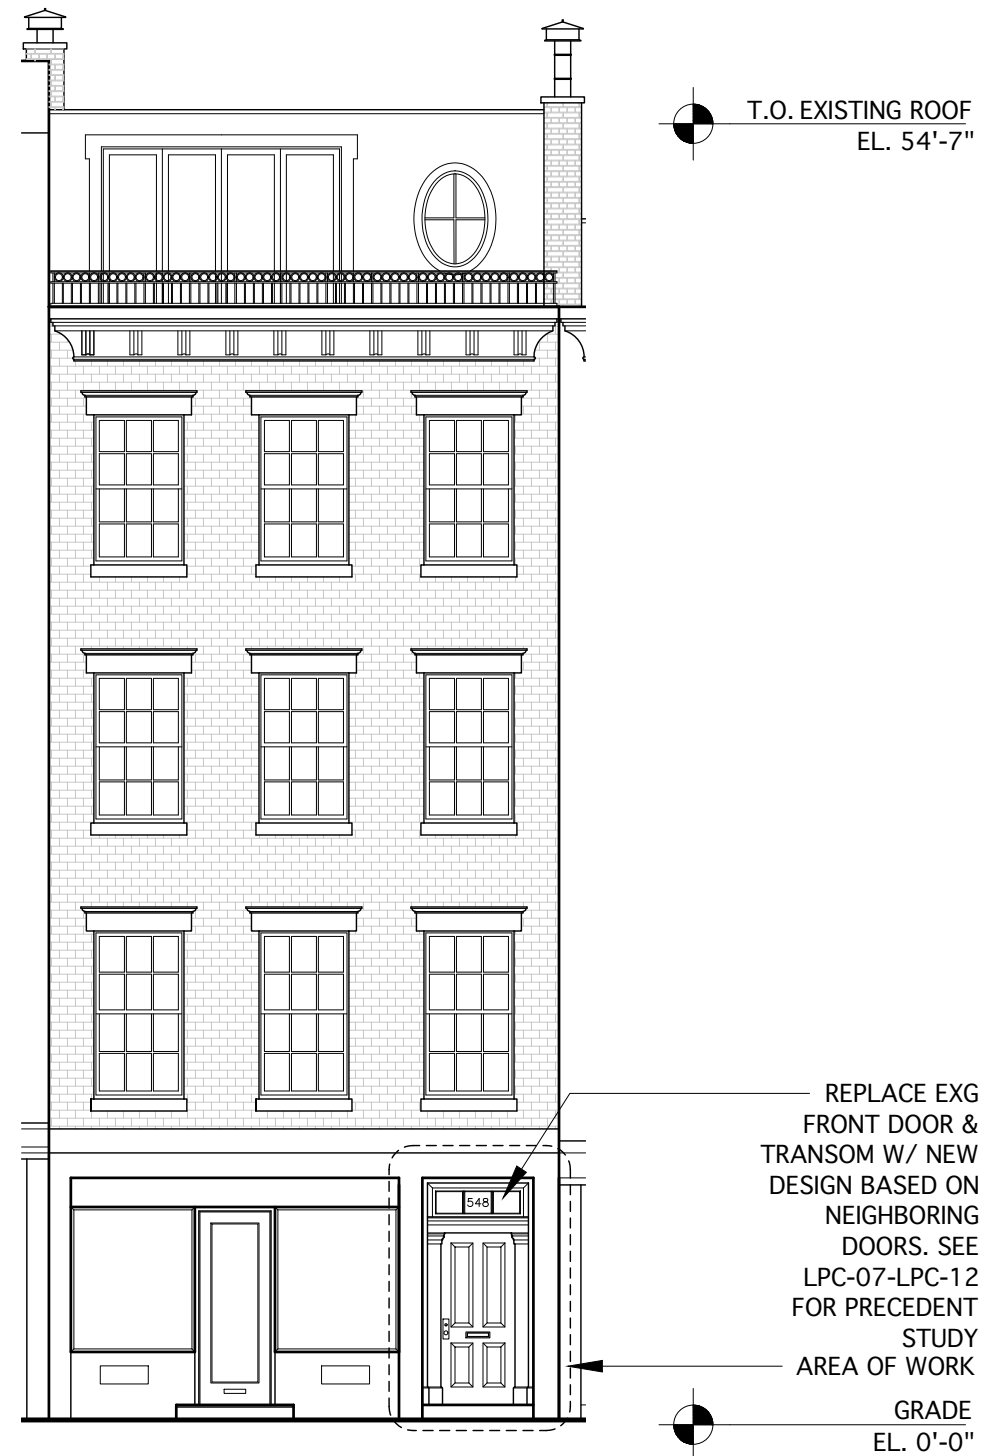 T.O. EXISTING ROOF
EL. 54'-7"
REPLACE EXG
FRONT DOOR &
TRANSOM W/ NEW
DESIGN BASED ON
NEIGHBORING
DOORS. SEE
LPC-07-LPC-12
FOR PRECEDENT
STUDY
548
AREA OF WORK
GRADE
EL. 0'-0"